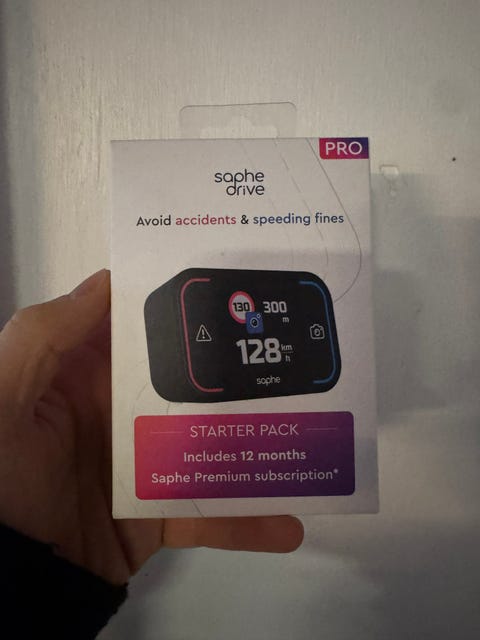 PRO
saphe
drive
Avoid accidents & speeding fines
130 300
m
128 km
h
saphe
STARTER PACK
Includes 12 months
Saphe Premium subscription*